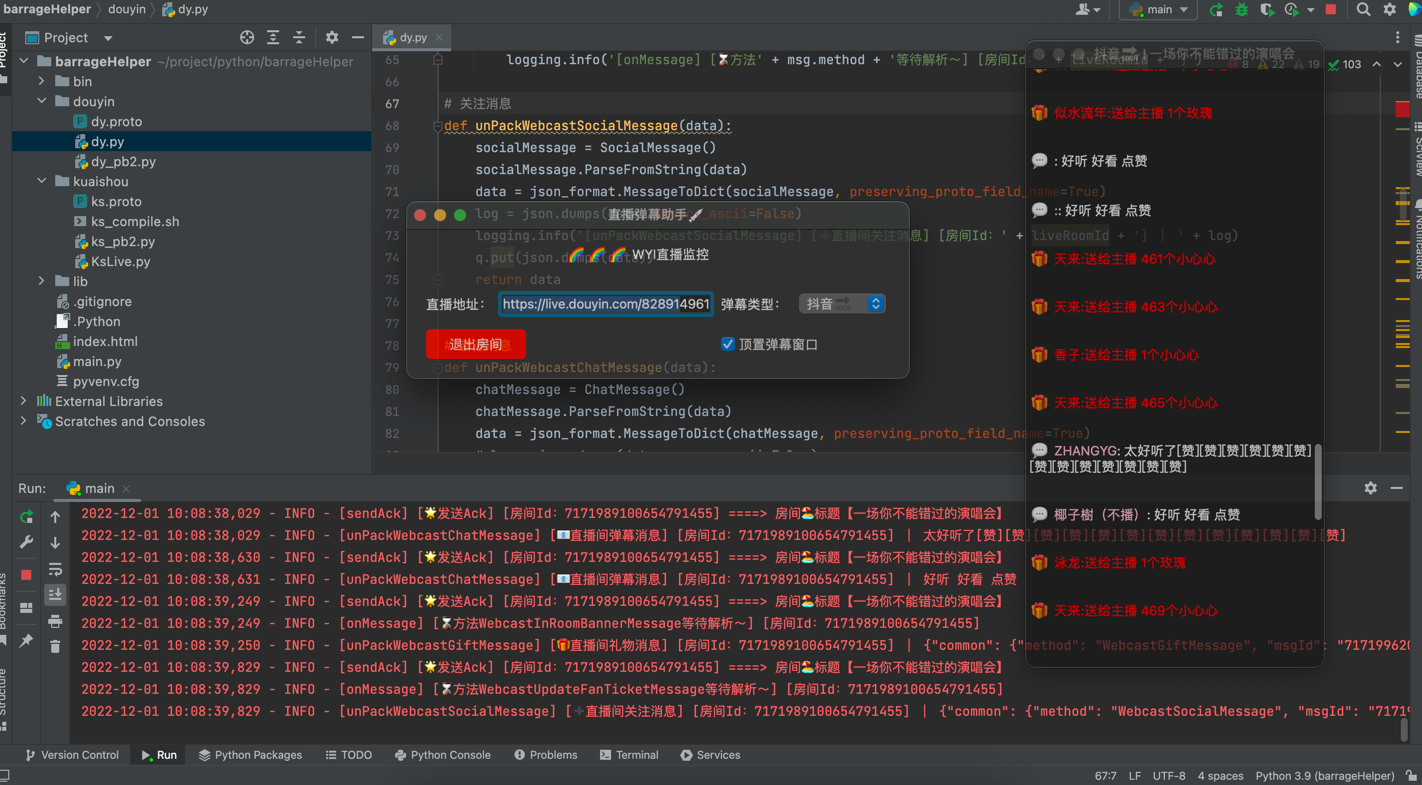 barrageHelper
douyin
dy.py
main
Project
Project
dy.py
barrageHelper ~/project/python/barrageHelper
bin
douyin
dy.proto
dy.py
dy_pb2.py
kuaishou
ks.proto
ks_compile.sh
ks_pb2.py
KsLive.py
lib
.gitignore
.Python
index.html
main.py
pyvenv.cfg
External Libraries
Scratches and Consoles
8 22 19 103
65 logging.info('[onMessage] [⌛方法' + msg.method + '等待解析～] [房间Id: ' + liveRoomId +
66
67 # 关注消息
68 def unPackWebcastSocialMessage(data):
69 socialMessage = SocialMessage()
70 socialMessage.ParseFromString(data)
71 data = json_format.MessageToDict(socialMessage, preserving_proto_field_name=True)
72 log = json.dumps( _ascii=False)
73 logging.info('[unPackWebcastSocialMessage] [➕直播间关注消息] [房间Id: ' + liveRoomId + '] | ' + log)
74 q.put(json.dumps(data))
75 return data
76
77
78
79 def unPackWebcastChatMessage(data):
80 chatMessage = ChatMessage()
81 chatMessage.ParseFromString(data)
82 data = json_format.MessageToDict(chatMessage, preserving_proto_field_name=True)
直播弹幕助手🗡
🌈 🌈 🌈 WYI直播监控
直播地址: https://live.douyin.com/828914961 弹幕类型: 抖音
退出房间 顶置弹幕窗口
抖音 | 一场你不能错过的演唱会
🎁 似水流年:送给主播 1个玫瑰
💬 : 好听 好看 点赞
💬 :: 好听 好看 点赞
🎁 天来:送给主播 461个小心心
🎁 天来:送给主播 463个小心心
🎁 香子:送给主播 1个小心心
🎁 天来:送给主播 465个小心心
💬 ZHANGYG: 太好听了[赞][赞][赞][赞][赞][赞]
[赞][赞][赞][赞][赞][赞][赞]
💬 椰子樹（不播）: 好听 好看 点赞
🎁 泳龙:送给主播 1个玫瑰
🎁 天来:送给主播 469个小心心
Database
SciView
Notifications
Run: main
2022-12-01 10:08:38,029 - INFO - [sendAck] [🌟发送Ack] [房间Id: 7171989100654791455] ====> 房间🏖标题【一场你不能错过的演唱会】
2022-12-01 10:08:38,029 - INFO - [unPackWebcastChatMessage] [📧直播间弹幕消息] [房间Id: 7171989100654791455] | 太好听了[赞][赞][赞][赞][赞][赞][赞][赞][赞][赞][赞][赞][赞]
2022-12-01 10:08:38,630 - INFO - [sendAck] [🌟发送Ack] [房间Id: 7171989100654791455] ====> 房间🏖标题【一场你不能错过的演唱会】
2022-12-01 10:08:38,631 - INFO - [unPackWebcastChatMessage] [📧直播间弹幕消息] [房间Id: 7171989100654791455] | 好听 好看 点赞
2022-12-01 10:08:39,249 - INFO - [sendAck] [🌟发送Ack] [房间Id: 7171989100654791455] ====> 房间🏖标题【一场你不能错过的演唱会】
2022-12-01 10:08:39,249 - INFO - [onMessage] [⌛方法WebcastInRoomBannerMessage等待解析～] [房间Id: 7171989100654791455]
2022-12-01 10:08:39,250 - INFO - [unPackWebcastGiftMessage] [🎁直播间礼物消息] [房间Id: 7171989100654791455] | {"common": {"method": "WebcastGiftMessage", "msgId": "717199620
2022-12-01 10:08:39,829 - INFO - [sendAck] [🌟发送Ack] [房间Id: 7171989100654791455] ====> 房间🏖标题【一场你不能错过的演唱会】
2022-12-01 10:08:39,829 - INFO - [onMessage] [⌛方法WebcastUpdateFanTicketMessage等待解析～] [房间Id: 7171989100654791455]
2022-12-01 10:08:39,829 - INFO - [unPackWebcastSocialMessage] [➕直播间关注消息] [房间Id: 7171989100654791455] | {"common": {"method": "WebcastSocialMessage", "msgId": "71719
Bookmarks
Structure
Version Control Run Python Packages TODO Python Console Problems Terminal Services
67:7 LF UTF-8 4 spaces Python 3.9 (barrageHelper)